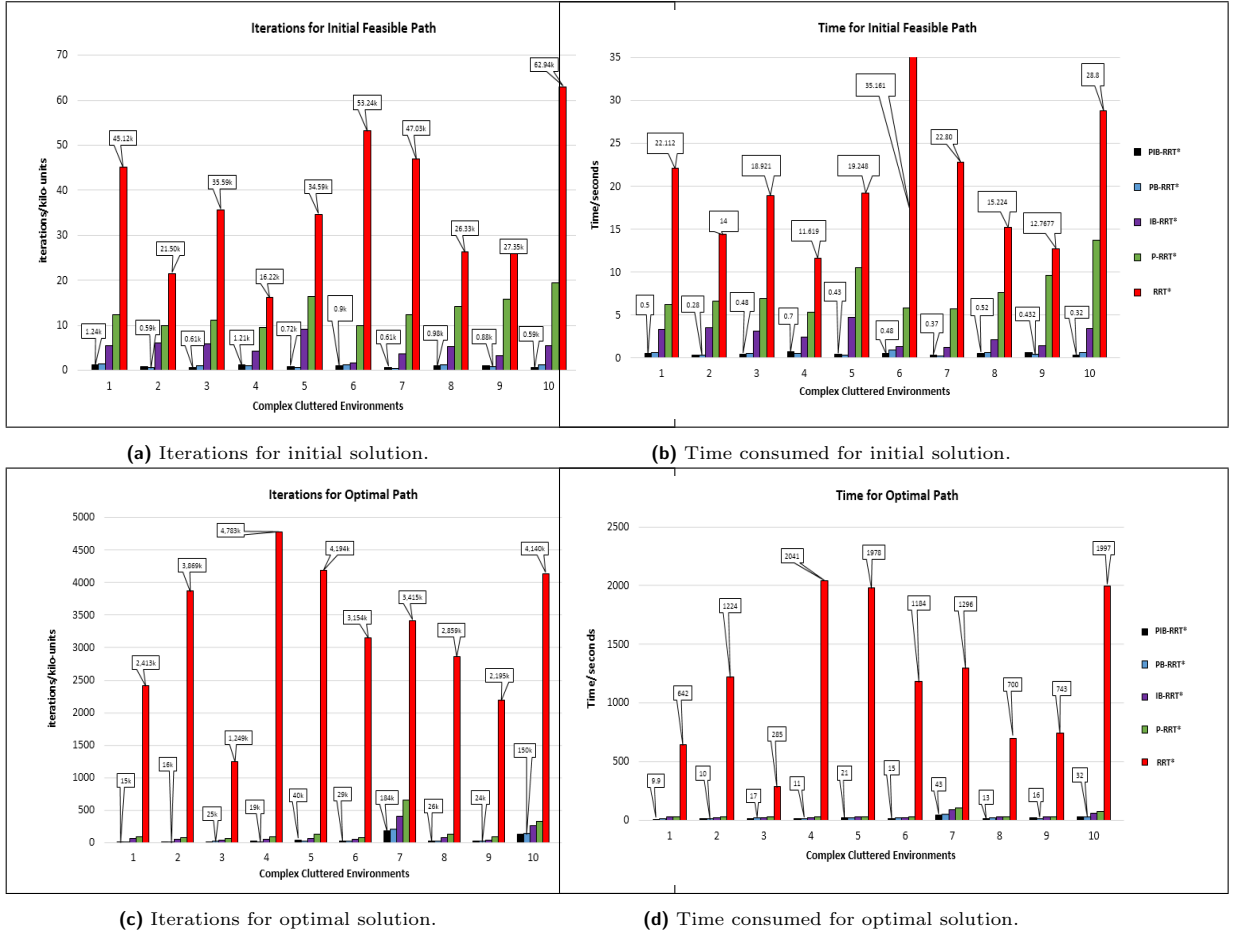 Iterations for Initial Feasible Path
iterations/kilo-units
70
60
50
40
30
20
10
0
45.12k
21.50k
35.59k
16.22k
34.59k
53.24k
47.03k
26.33k
27.35k
62.94k
1.24k
0.59k
0.61k
1.21k
0.72k
0.9k
0.61k
0.98k
0.88k
0.59k
1 2 3 4 5 6 7 8 9 10
Complex Cluttered Environments
(a) Iterations for initial solution.
Time for Initial Feasible Path
Time/seconds
35
30
25
20
15
10
5
0
22.112
14
18.921
11.619
19.248
35.161
22.80
15.224
12.7677
28.8
0.5
0.28
0.48
0.7
0.43
0.48
0.37
0.52
0.432
0.32
1 2 3 4 5 6 7 8 9 10
Complex Cluttered Environments
PIB-RRT*
PB-RRT*
IB-RRT*
P-RRT*
RRT*
(b) Time consumed for initial solution.
Iterations for Optimal Path
iterations/kilo-units
5000
4500
4000
3500
3000
2500
2000
1500
1000
500
0
2,413k
3,869k
1,249k
4,783k
4,194k
3,154k
3,415k
2,859k
2,195k
4,140k
15k
16k
25k
19k
40k
29k
184k
26k
24k
150k
1 2 3 4 5 6 7 8 9 10
Complex Cluttered Environments
(c) Iterations for optimal solution.
Time for Optimal Path
Time/seconds
2500
2000
1500
1000
500
0
642
1224
285
2041
1978
1184
1296
700
743
1997
9.9
10
17
11
21
15
43
13
16
32
1 2 3 4 5 6 7 8 9 10
Complex Cluttered Environments
PIB-RRT*
PB-RRT*
IB-RRT*
P-RRT*
RRT*
(d) Time consumed for optimal solution.